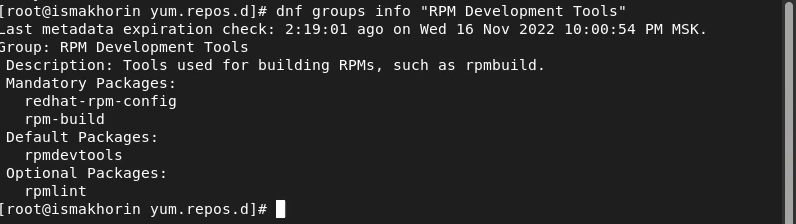 [root@ismakhorin yum.repos.d]# dnf groups info "RPM Development Tools"
Last metadata expiration check: 2:19:01 ago on Wed 16 Nov 2022 10:00:54 PM MSK.
Group: RPM Development Tools
 Description: Tools used for building RPMs, such as rpmbuild.
 Mandatory Packages:
   redhat-rpm-config
   rpm-build
 Default Packages:
   rpmdevtools
 Optional Packages:
   rpmlint
[root@ismakhorin yum.repos.d]#